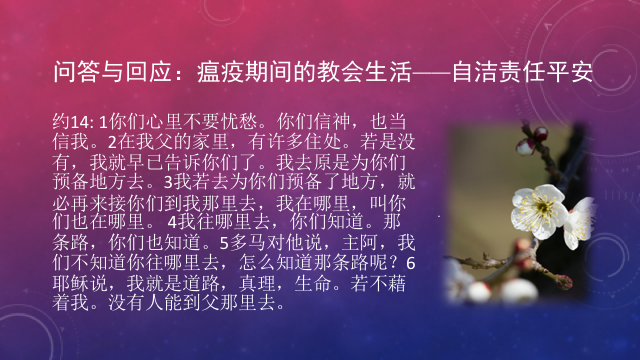 问答与回应：瘟疫期间的教会生活——自洁责任平安
约14: 1你们心里不要忧愁。你们信神，也当
信我。2在我父的家里，有许多住处。若是没
有，我就早已告诉你们了。我去原是为你们
预备地方去。3我若去为你们预备了地方，就
必再来接你们到我那里去，我在哪里，叫你
们也在哪里。 4我往哪里去，你们知道。那
条路，你们也知道。5多马对他说，主阿，我
们不知道你往哪里去，怎么知道那条路呢？6
耶稣说，我就是道路，真理，生命。若不藉
着我。没有人能到父那里去。